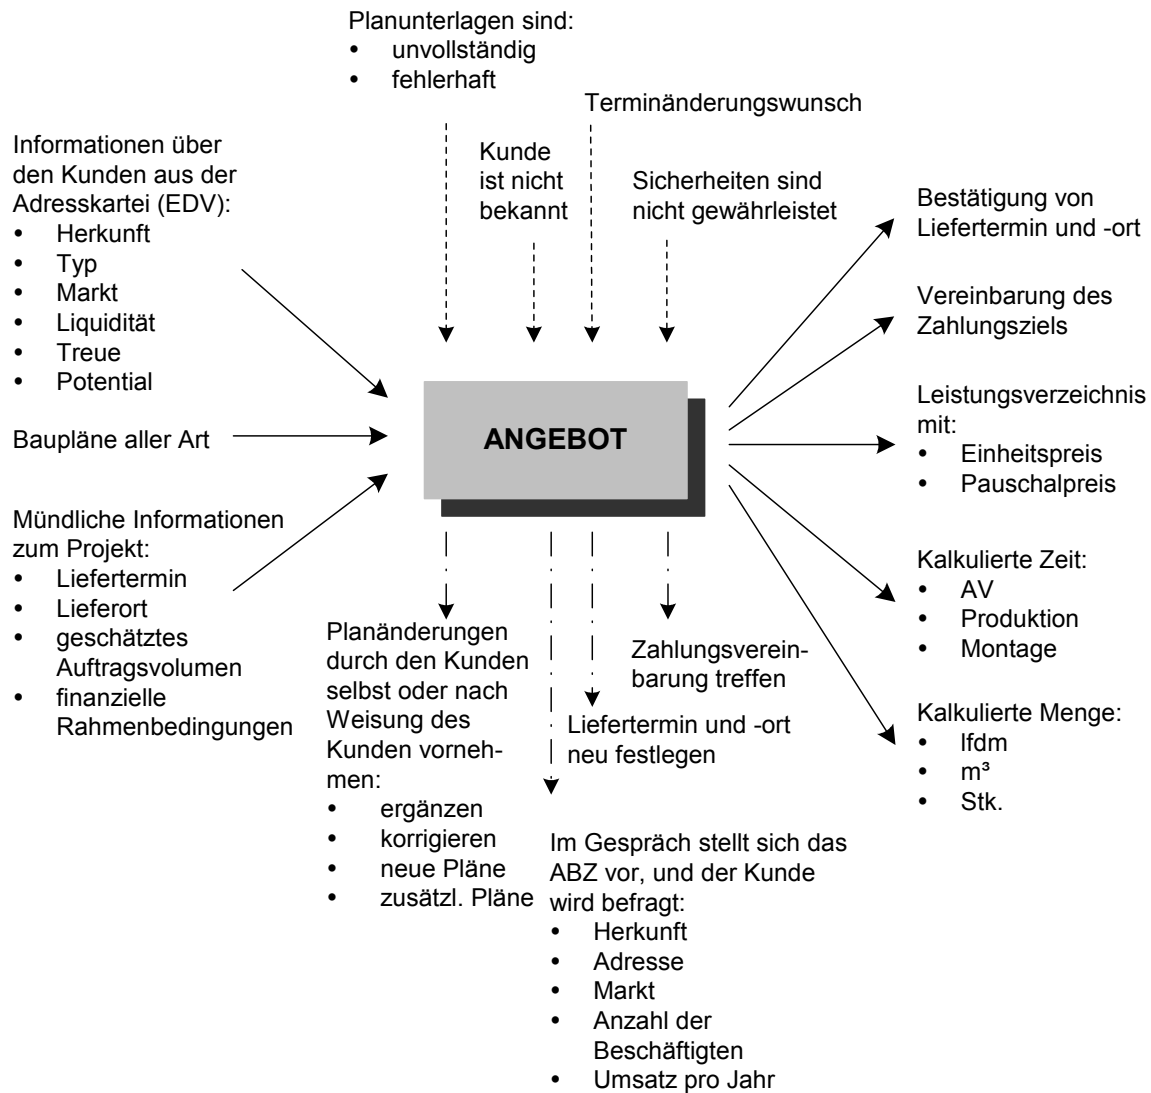 Planunterlagen sind:
• unvollständig
• fehlerhaft
Terminänderungswunsch
Kunde
ist nicht
bekannt
Sicherheiten sind
nicht gewährleistet
Informationen über
den Kunden aus der
Adresskartei (EDV):
• Herkunft
• Typ
• Markt
• Liquidität
• Treue
• Potential
Baupläne aller Art
Mündliche Informationen
zum Projekt:
• Liefertermin
• Lieferort
• geschätztes
Auftragsvolumen
• finanzielle
Rahmenbedingungen
ANGEBOT
Bestätigung von
Liefertermin und -ort
Vereinbarung des
Zahlungsziels
Leistungsverzeichnis
mit:
• Einheitspreis
• Pauschalpreis
Kalkulierte Zeit:
• AV
• Produktion
• Montage
Kalkulierte Menge:
• lfdm
• m³
• Stk.
Planänderungen
durch den Kunden
selbst oder nach
Weisung des
Kunden vorneh-
men:
• ergänzen
• korrigieren
• neue Pläne
• zusätzl. Pläne
Zahlungsverein-
barung treffen
Liefertermin und -ort
neu festlegen
Im Gespräch stellt sich das
ABZ vor, und der Kunde
wird befragt:
• Herkunft
• Adresse
• Markt
• Anzahl der
Beschäftigten
• Umsatz pro Jahr